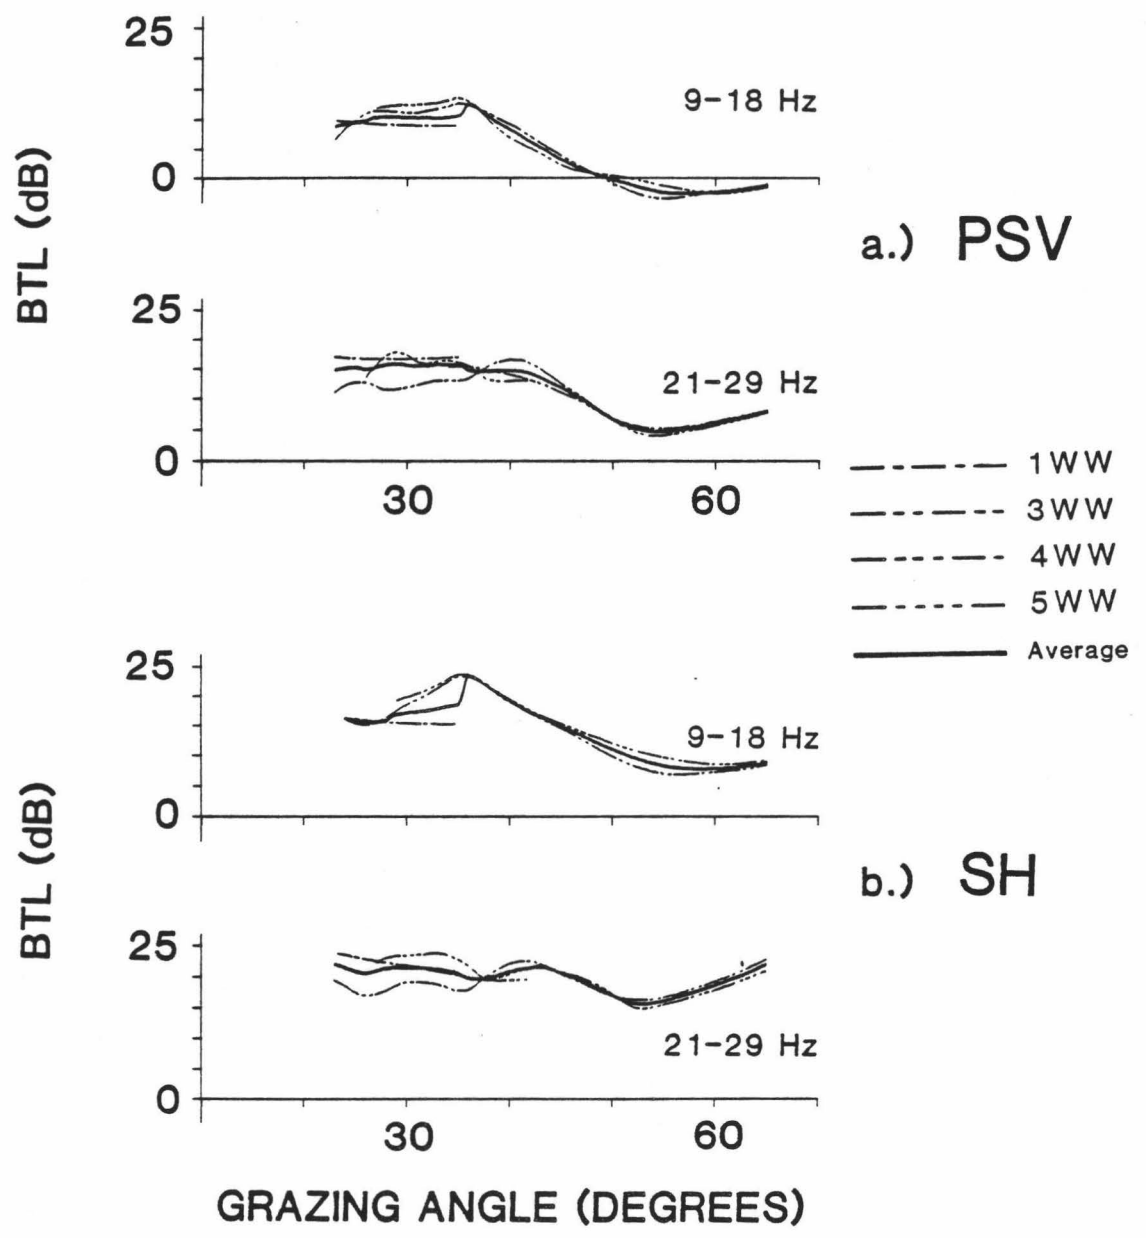 25
9-18 Hz
0
BTL (dB)
a.) PSV
25
21-29 Hz
0
30 60
1WW
3WW
4WW
5WW
Average
25
9-18 Hz
0
BTL (dB)
b.) SH
25
21-29 Hz
0
30 60
GRAZING ANGLE (DEGREES)